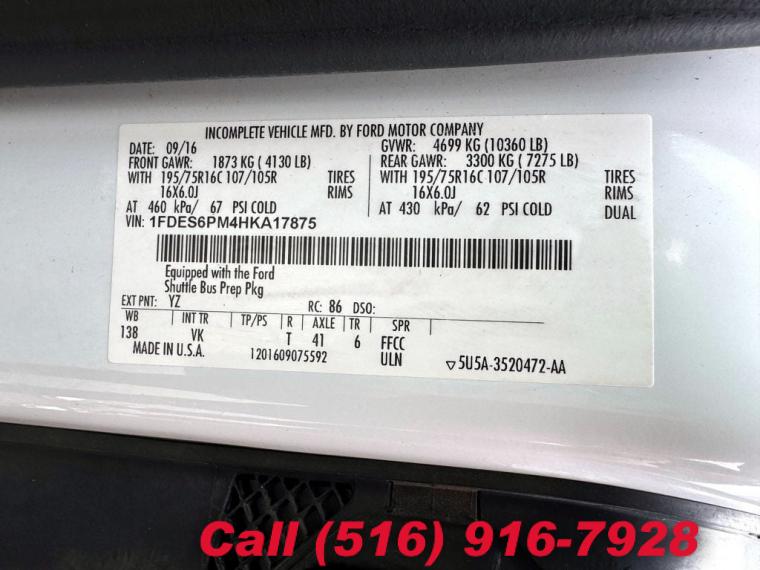 INCOMPLETE VEHICLE MFD. BY FORD MOTOR COMPANY
DATE: 09/16 GVWR: 4699 KG (10360 LB)
FRONT GAWR: 1873 KG ( 4130 LB) REAR GAWR: 3300 KG ( 7275 LB)
WITH 195/75R16C 107/105R TIRES WITH 195/75R16C 107/105R TIRES
16X6.0J RIMS 16X6.0J RIMS
AT 460 kPa/ 67 PSI COLD AT 430 kPa/ 62 PSI COLD DUAL
VIN: 1FDES6PM4HKA17875
Equipped with the Ford
Shuttle Bus Prep Pkg
EXT PNT: YZ RC: 86 DSO:
WB INT TR TP/PS R AXLE TR SPR
138 VK T 41 6 FFCC
MADE IN U.S.A. 1201609075592 ULN ▽5U5A-3520472-AA
Call (516) 916-7928